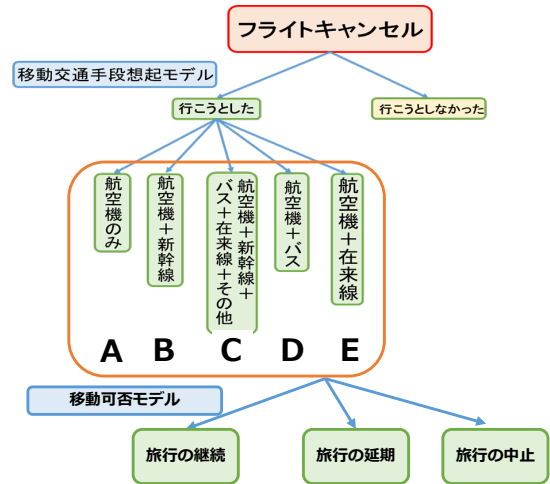 フライトキャンセル
移動交通手段想起モデル
行こうとした
行こうとしなかった
航空機のみ
航空機＋新幹線
航空機＋新幹線＋
バス＋在来線＋その他
航空機＋バス
航空機＋在来線
A
B
C
D
E
移動可否モデル
旅行の継続
旅行の延期
旅行の中止